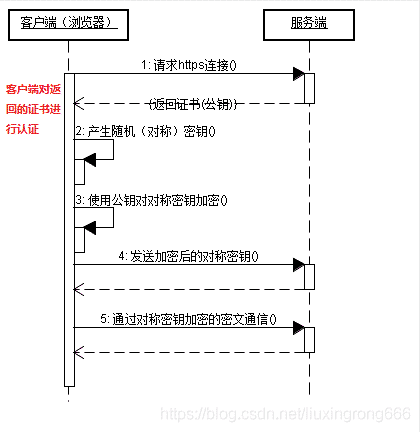 客户端（浏览器）
服务端
1: 请求https连接()
客户端对返
回的证书进
行认证
(返回证书(公钥))
2: 产生随机（对称）密钥()
3: 使用公钥对对称密钥加密()
4: 发送加密后的对称密钥()
5: 通过对称密钥加密的密文通信()
https://blog.csdn.net/liuxingrong666